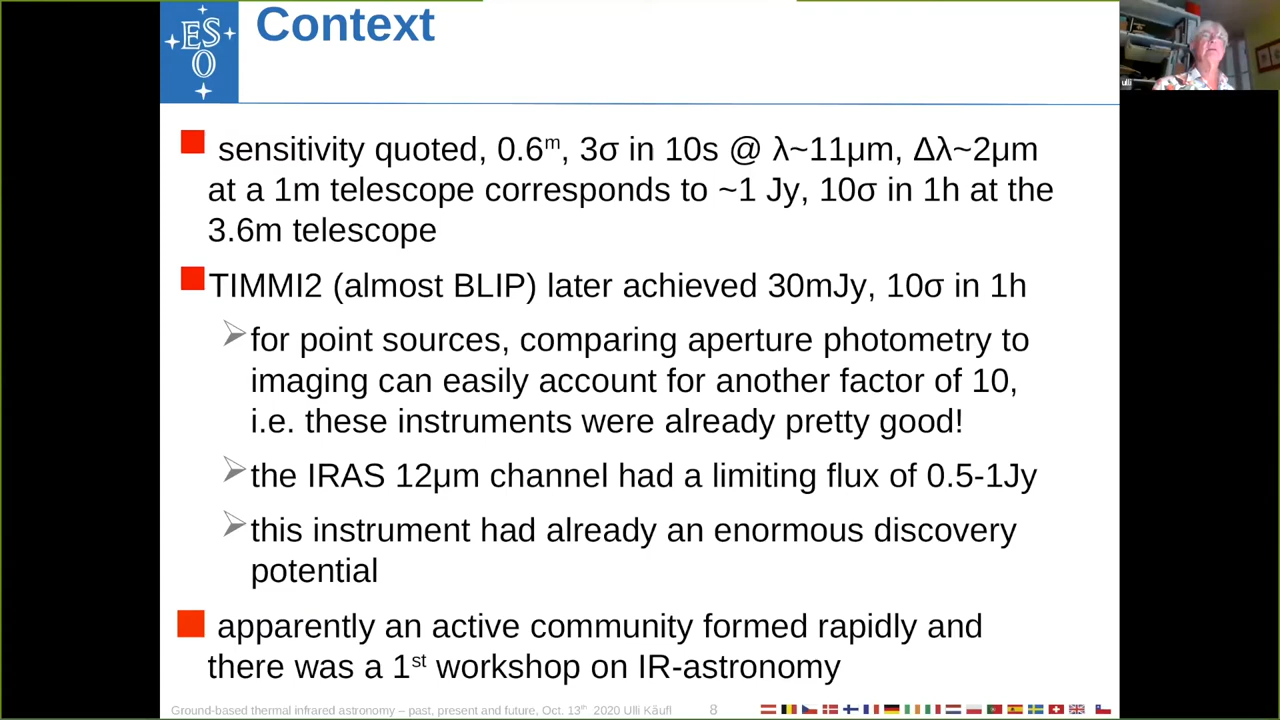 ESO
Context
ulli
sensitivity quoted, 0.6ᵐ, 3σ in 10s @ λ~11μm, Δλ~2μm
at a 1m telescope corresponds to ~1 Jy, 10σ in 1h at the
3.6m telescope
TIMMI2 (almost BLIP) later achieved 30mJy, 10σ in 1h
for point sources, comparing aperture photometry to
imaging can easily account for another factor of 10,
i.e. these instruments were already pretty good!
the IRAS 12μm channel had a limiting flux of 0.5-1Jy
this instrument had already an enormous discovery
potential
apparently an active community formed rapidly and
there was a 1ˢᵗ workshop on IR-astronomy
Ground-based thermal infrared astronomy – past, present and future, Oct. 13ᵗʰ 2020 Ulli Käufl 8